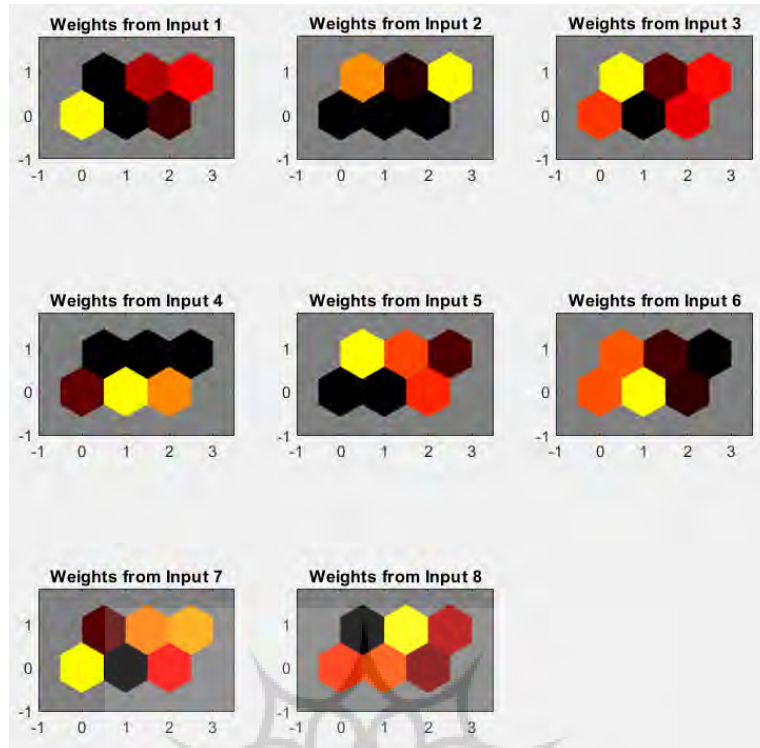 Weights from Input 1
Weights from Input 2
Weights from Input 3
1
0
-1
-1 0 1 2 3
1
0
-1
-1 0 1 2 3
1
0
-1
-1 0 1 2 3
Weights from Input 4
Weights from Input 5
Weights from Input 6
1
0
-1
-1 0 1 2 3
1
0
-1
-1 0 1 2 3
1
0
-1
-1 0 1 2 3
Weights from Input 7
Weights from Input 8
1
0
-1
-1 0 1 2 3
1
0
-1
-1 0 1 2 3